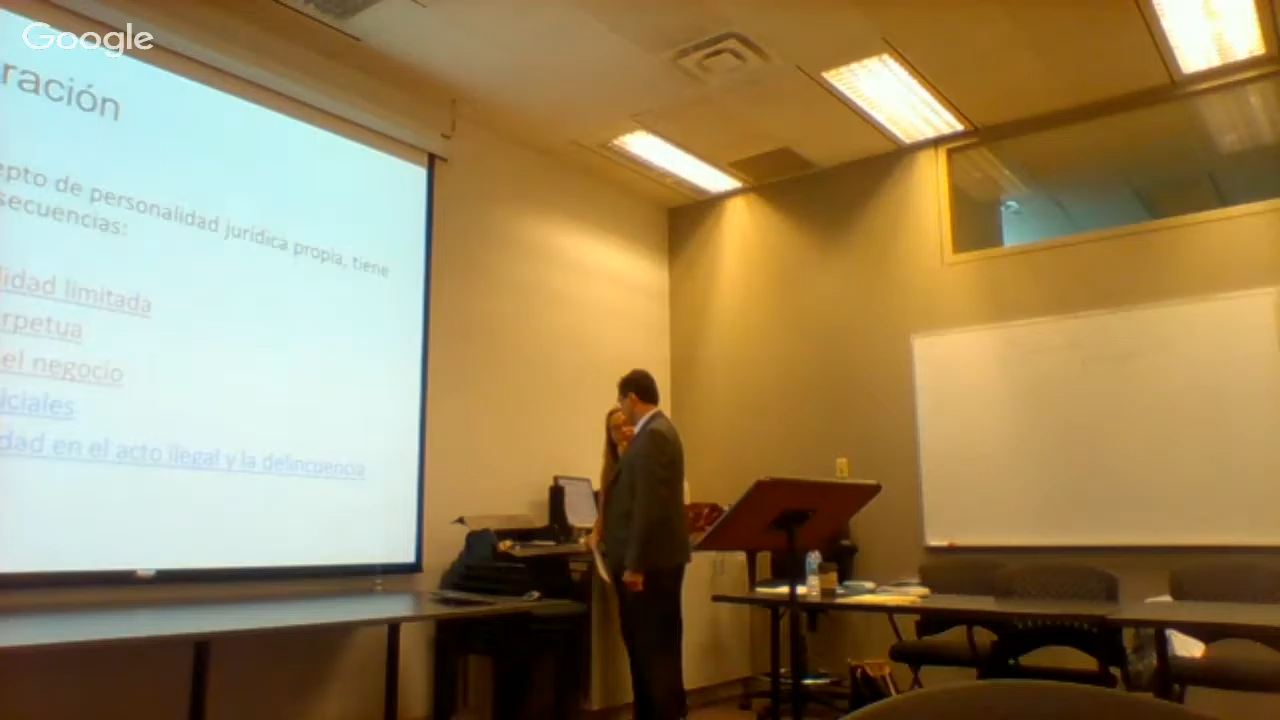 Google
ración
epto de personalidad jurídica propia, tiene
secuencias:
lidad limitada
rpetua
el negocio
iciales
dad en el acto ilegal y la delincuencia